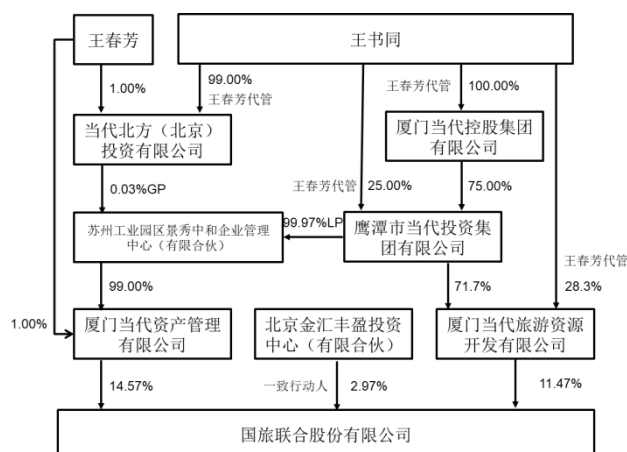 王春芳
王书同
1.00%
99.00%
王春芳代管
王春芳代管
100.00%
当代北方（北京）
投资有限公司
厦门当代控股集团
有限公司
0.03%GP
王春芳代管
25.00%
75.00%
苏州工业园区景秀中和企业管理
中心（有限合伙）
99.97%LP
鹰潭市当代投资集
团有限公司
王春芳代管
99.00%
71.7%
28.3%
1.00%
厦门当代资产管理
有限公司
北京金汇丰盈投资
中心（有限合伙）
厦门当代旅游资源
开发有限公司
14.57%
一致行动人
2.97%
11.47%
国旅联合股份有限公司